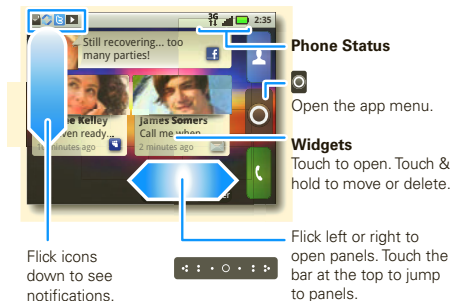 3G
2:35
Still recovering... too
many parties!
Phone Status
Open the app menu.
Kelley
James Somers
ven ready...
Call me when
minutes ago
2 minutes ago
Widgets
Touch to open. Touch &
hold to move or delete.
Flick left or right to
open panels. Touch the
bar at the top to jump
to panels.
Flick icons
down to see
notifications.